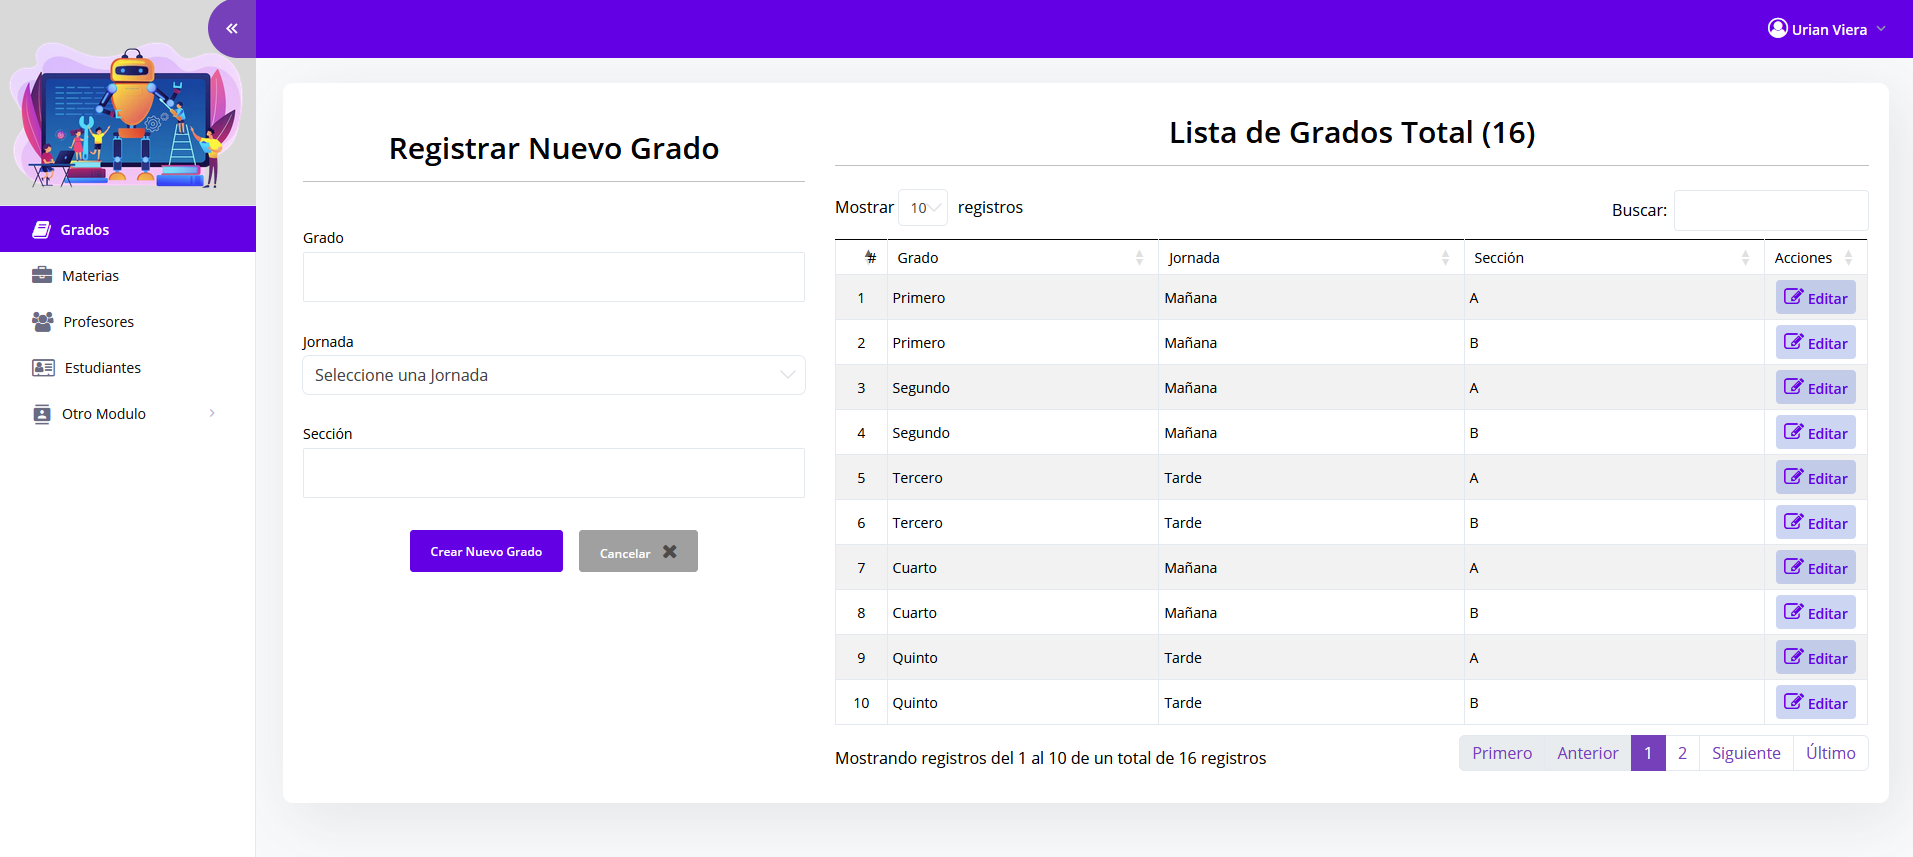 «
Urian Viera
Grados
Materias
Profesores
Estudiantes
Otro Modulo
Registrar Nuevo Grado
Grado
Jornada
Seleccione una Jornada
Sección
Crear Nuevo Grado
Cancelar
Lista de Grados Total (16)
Mostrar 10 registros
Buscar:
# Grado Jornada Sección Acciones
1 Primero Mañana A Editar
2 Primero Mañana B Editar
3 Segundo Mañana A Editar
4 Segundo Mañana B Editar
5 Tercero Tarde A Editar
6 Tercero Tarde B Editar
7 Cuarto Mañana A Editar
8 Cuarto Mañana B Editar
9 Quinto Tarde A Editar
10 Quinto Tarde B Editar
Mostrando registros del 1 al 10 de un total de 16 registros
Primero Anterior 1 2 Siguiente Último